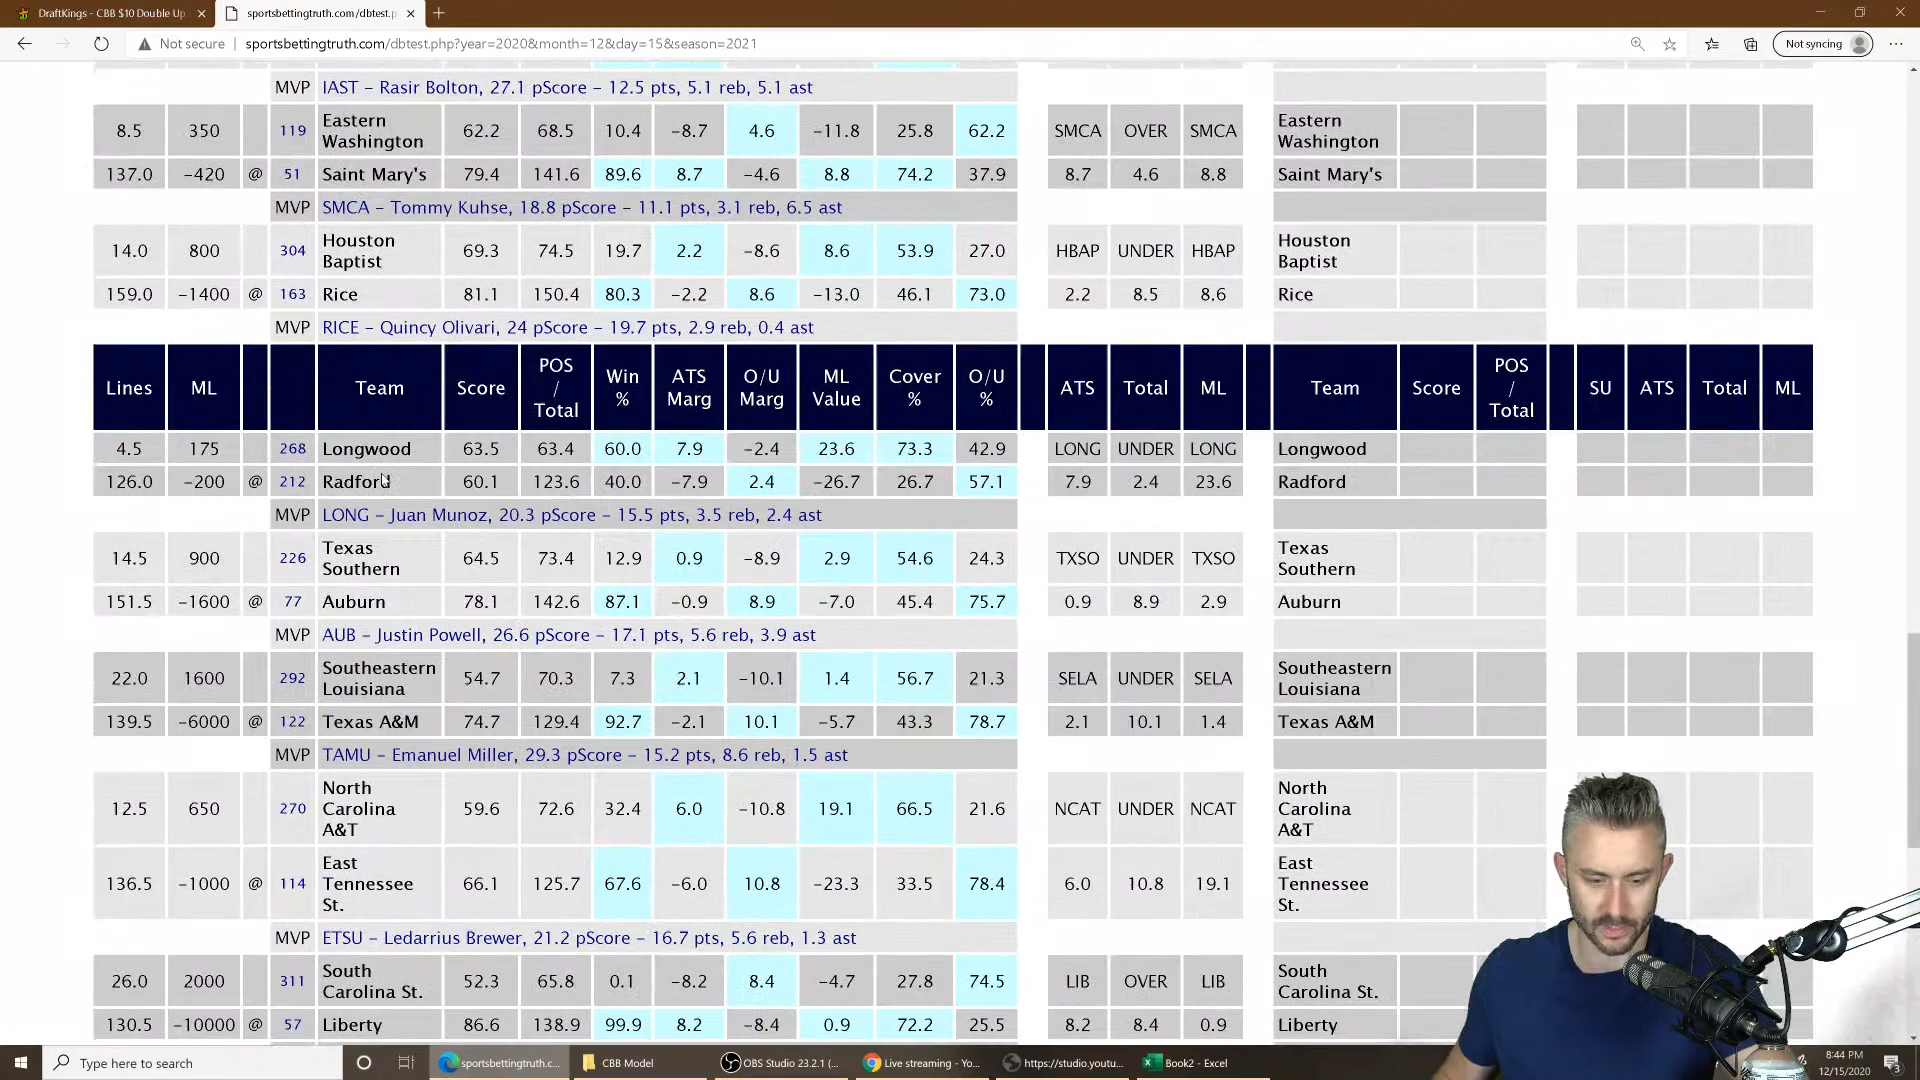 DraftKings - CBB $10 Double Up
sportsbettingtruth.com/dbtest.p
Not secure | sportsbettingtruth.com/dbtest.php?year=2020&month=12&day=15&season=2021
Not syncing
MVP IAST – Rasir Bolton, 27.1 pScore – 12.5 pts, 5.1 reb, 5.1 ast
8.5 350 119 Eastern Washington 62.2 68.5 10.4 -8.7 4.6 -11.8 25.8 62.2 SMCA OVER SMCA Eastern Washington
137.0 -420 @ 51 Saint Mary's 79.4 141.6 89.6 8.7 -4.6 8.8 74.2 37.9 8.7 4.6 8.8 Saint Mary's
MVP SMCA – Tommy Kuhse, 18.8 pScore – 11.1 pts, 3.1 reb, 6.5 ast
14.0 800 304 Houston Baptist 69.3 74.5 19.7 2.2 -8.6 8.6 53.9 27.0 HBAP UNDER HBAP Houston Baptist
159.0 -1400 @ 163 Rice 81.1 150.4 80.3 -2.2 8.6 -13.0 46.1 73.0 2.2 8.5 8.6 Rice
MVP RICE – Quincy Olivari, 24 pScore – 19.7 pts, 2.9 reb, 0.4 ast
Lines ML Team Score POS / Total Win % ATS Marg O/U Marg ML Value Cover % O/U % ATS Total ML Team Score POS / Total SU ATS Total ML
4.5 175 268 Longwood 63.5 63.4 60.0 7.9 -2.4 23.6 73.3 42.9 LONG UNDER LONG Longwood
126.0 -200 @ 212 Radford 60.1 123.6 40.0 -7.9 2.4 -26.7 26.7 57.1 7.9 2.4 23.6 Radford
MVP LONG – Juan Munoz, 20.3 pScore – 15.5 pts, 3.5 reb, 2.4 ast
14.5 900 226 Texas Southern 64.5 73.4 12.9 0.9 -8.9 2.9 54.6 24.3 TXSO UNDER TXSO Texas Southern
151.5 -1600 @ 77 Auburn 78.1 142.6 87.1 -0.9 8.9 -7.0 45.4 75.7 0.9 8.9 2.9 Auburn
MVP AUB – Justin Powell, 26.6 pScore – 17.1 pts, 5.6 reb, 3.9 ast
22.0 1600 292 Southeastern Louisiana 54.7 70.3 7.3 2.1 -10.1 1.4 56.7 21.3 SELA UNDER SELA Southeastern Louisiana
139.5 -6000 @ 122 Texas A&M 74.7 129.4 92.7 -2.1 10.1 -5.7 43.3 78.7 2.1 10.1 1.4 Texas A&M
MVP TAMU – Emanuel Miller, 29.3 pScore – 15.2 pts, 8.6 reb, 1.5 ast
12.5 650 270 North Carolina A&T 59.6 72.6 32.4 6.0 -10.8 19.1 66.5 21.6 NCAT UNDER NCAT North Carolina A&T
136.5 -1000 @ 114 East Tennessee St. 66.1 125.7 67.6 -6.0 10.8 -23.3 33.5 78.4 6.0 10.8 19.1 East Tennessee St.
MVP ETSU – Ledarrius Brewer, 21.2 pScore – 16.7 pts, 5.6 reb, 1.3 ast
26.0 2000 311 South Carolina St. 52.3 65.8 0.1 -8.2 8.4 -4.7 27.8 74.5 LIB OVER LIB South Carolina St.
130.5 -10000 @ 57 Liberty 86.6 138.9 99.9 8.2 -8.4 0.9 72.2 25.5 8.2 8.4 0.9 Liberty
Type here to search
sportsbettingtruth.c...
CBB Model
OBS Studio 23.2.1 (...
Live streaming - Yo...
https://studio.youtu...
Book2 - Excel
8:44 PM
12/15/2020
3